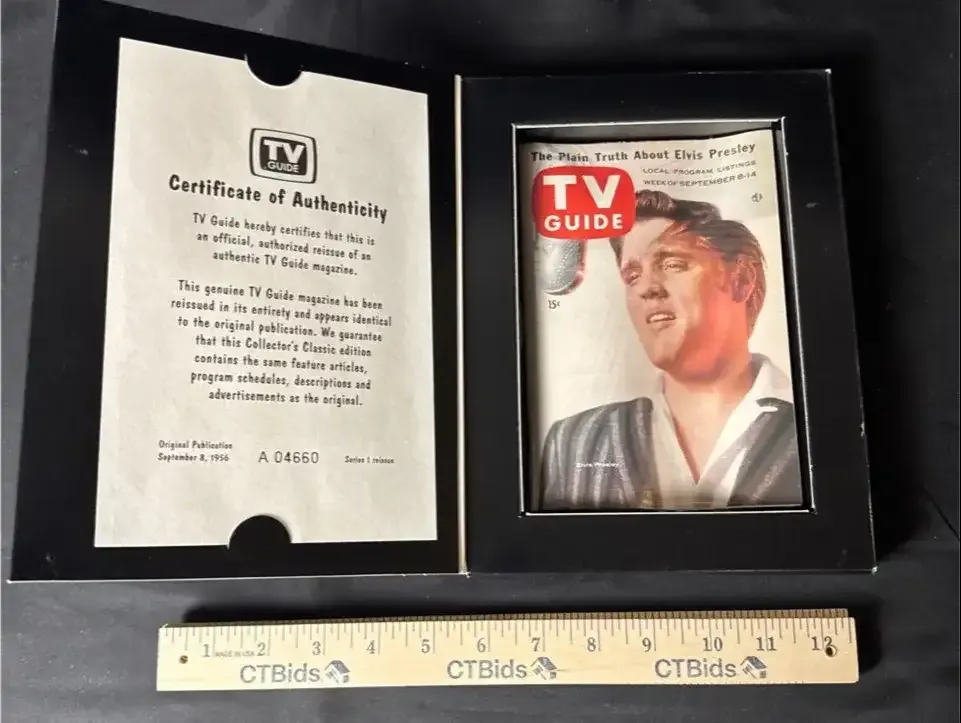 TV
GUIDE
Certificate of Authenticity
TV Guide hereby certifies that this is
an official, authorized reissue of an
authentic TV Guide magazine.
This genuine TV Guide magazine has been
reissued in its entirety and appears identical
to the original publication. We guarantee
that this Collector's Classic edition
contains the same feature articles,
program schedules, descriptions and
advertisements as the original.
Original Publication
September 8, 1956
A 04660
Series 1 reissue
The Plain Truth About Elvis Presley
LOCAL PROGRAM LISTINGS
WEEK OF SEPTEMBER 8-14
TV
GUIDE
15¢
Elvis Presley
1 MADE IN USA 2 3 4 5 6 7 8 9 10 11 12
CTBids CTBids CTBids